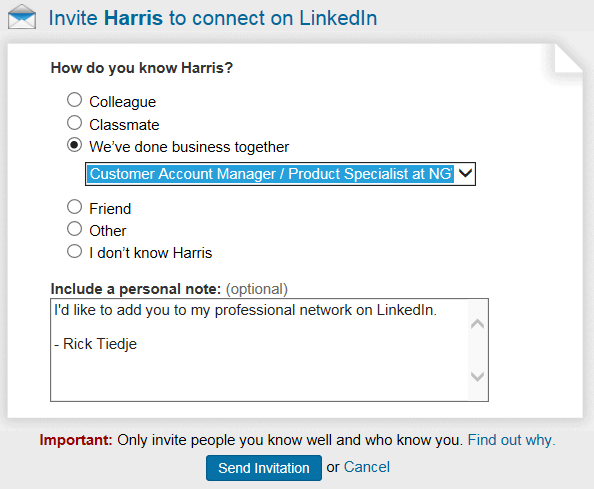 Invite Harris to connect on LinkedIn
How do you know Harris?
Colleague
Classmate
We've done business together
Customer Account Manager / Product Specialist at NG
Friend
Other
I don't know Harris
Include a personal note: (optional)
I'd like to add you to my professional network on LinkedIn.
- Rick Tiedje
Important: Only invite people you know well and who know you. Find out why.
Send Invitation or Cancel